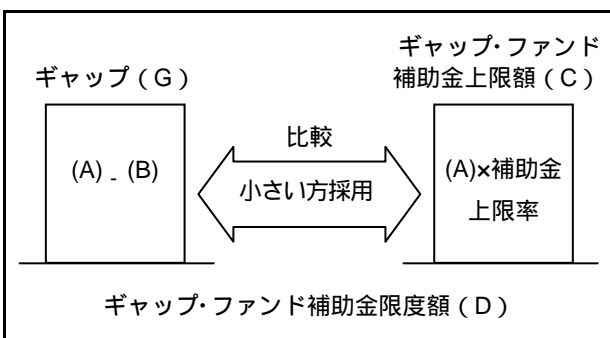 ギャップ（G）
ギャップ・ファンド
補助金上限額（C）
(A) - (B)
比較
小さい方採用
(A)×補助金
上限率
ギャップ・ファンド補助金限度額（D）